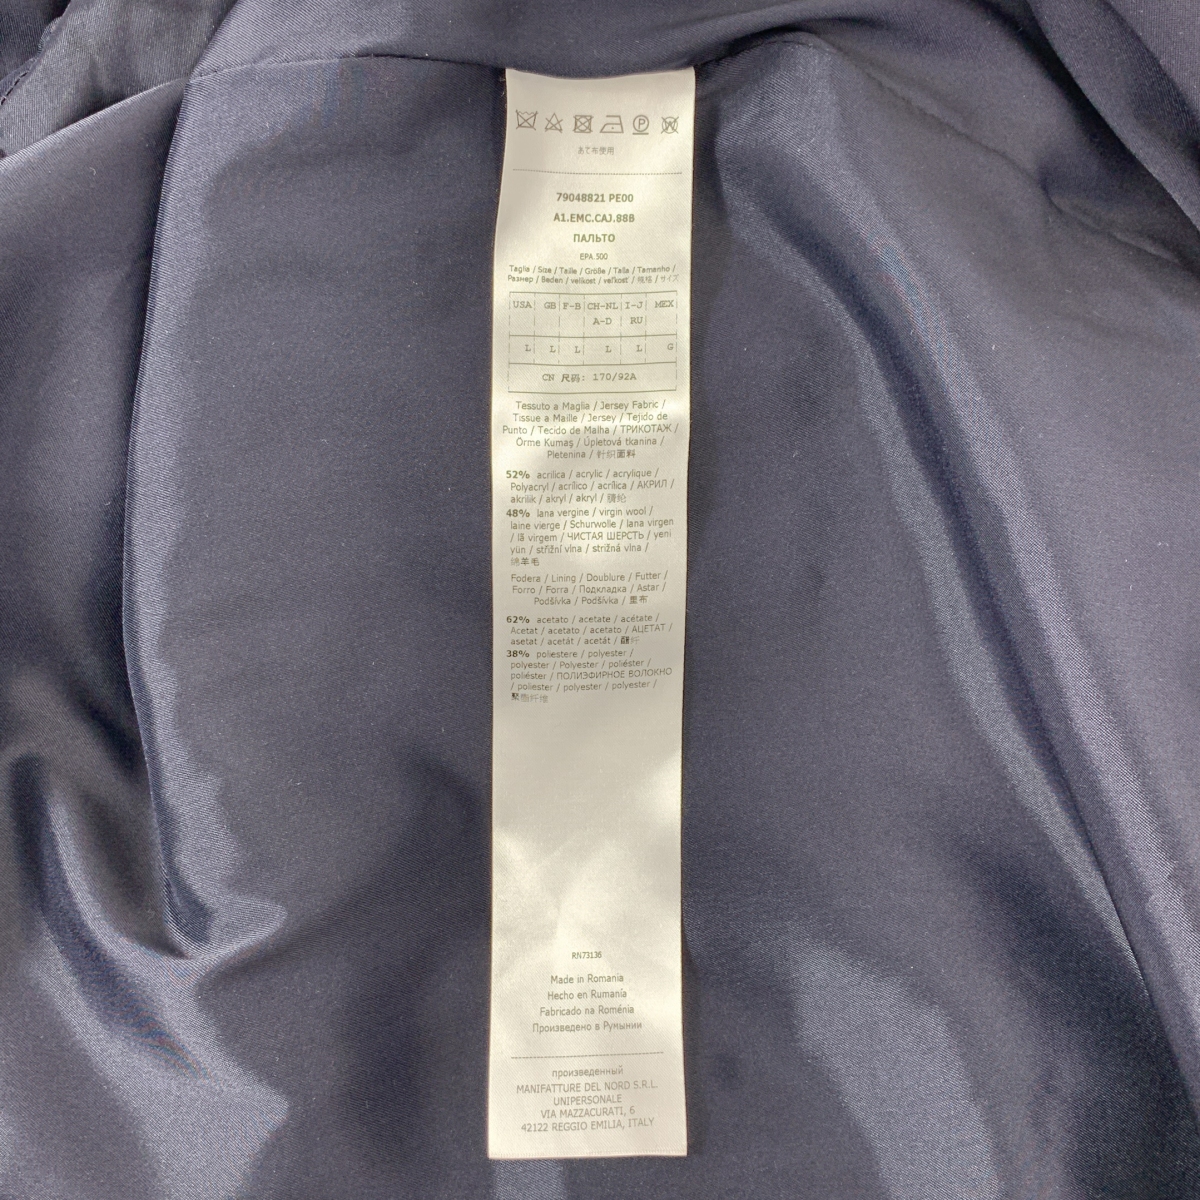 あて布使用
79048821 PE00
A1.EMC.CAJ.88B
ПАЛЬТО
EPA 500
Taglia / Size / Taille / Größe / Talla / Tamanho /
Размер / Beden / velikost / veľkosť / 规格 / サイズ
USA GB F-B CH-NL I-J MEX
A-D RU
L L L L L G
CN 尺码: 170/92A
Tessuto a Maglia / Jersey Fabric /
Tissue a Maille / Jersey / Tejido de
Punto / Tecido de Malha / ТРИКОТАЖ /
Örme Kumaş / Úpletová tkanina /
Pletenina / 针织面料
52% acrilica / acrylic / acrylique /
Polyacryl / acrílico / acrílica / АКРИЛ /
akrilik / akryl / akryl / 腈纶
48% lana vergine / virgin wool /
laine vierge / Schurwolle / lana virgen
/ lã virgem / ЧИСТАЯ ШЕРСТЬ / yeni
yün / střižní vlna / strižná vlna /
绵羊毛
Fodera / Lining / Doublure / Futter /
Forro / Forra / Подкладка / Astar /
Podšívka / Podšívka / 里布
62% acetato / acetate / acétate /
Acetat / acetato / acetato / АЦЕТАТ /
asetat / acetát / acetát / 醋纤
38% poliestere / polyester /
polyester / Polyester / poliéster /
poliéster / ПОЛИЭФИРНОЕ ВОЛОКНО
/ poliester / polyester / polyester /
聚酯纤维
RN73136
Made in Romania
Hecho en Rumanía
Fabricado na Roménia
Произведено в Румынии
произведенный
MANIFATTURE DEL NORD S.R.L.
UNIPERSONALE
VIA MAZZACURATI, 6
42122 REGGIO EMILIA, ITALY